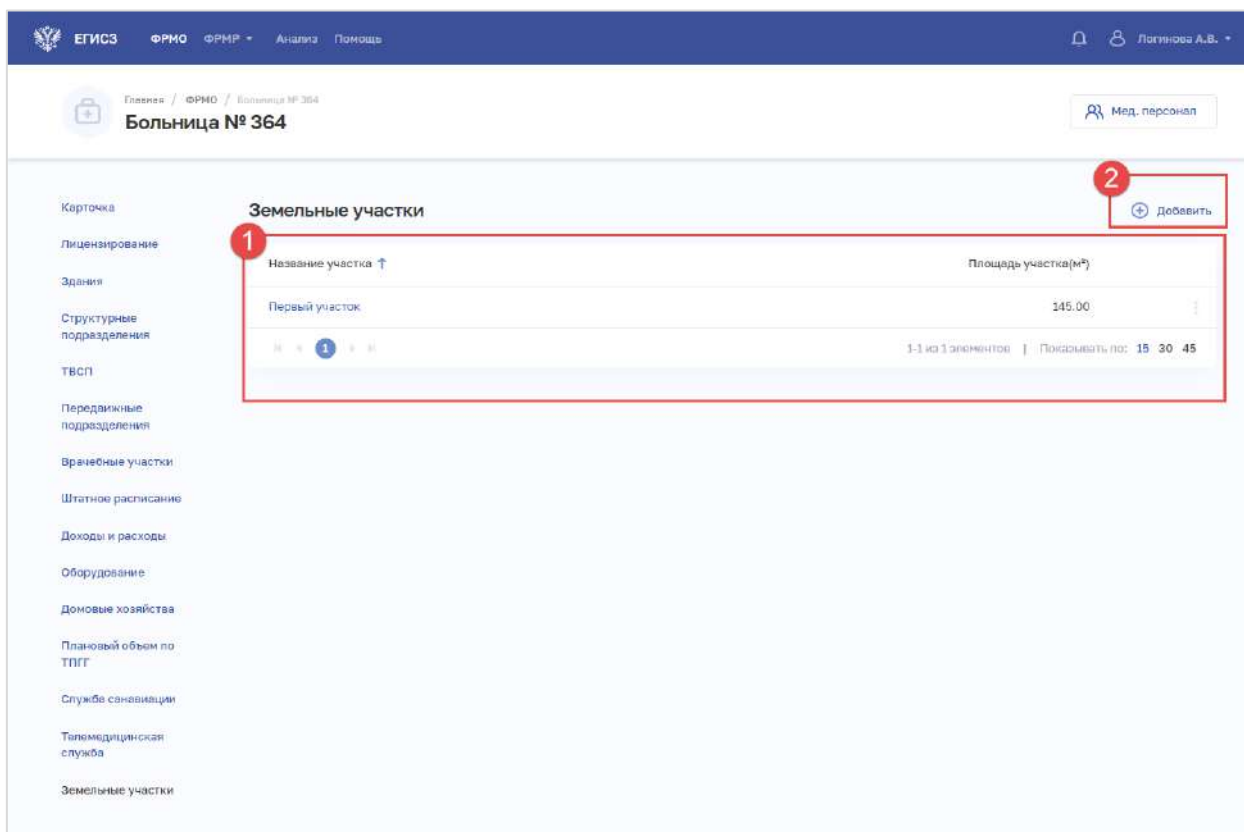 ЕГИСЗ ФРМО ФРМР Анализ Помощь Логинова А.В.
Главная / ФРМО / Больница № 364
Больница № 364
Мед. персонал
2
Карточка
Земельные участки
Добавить
Лицензирование
1
Название участка ↑ Площадь участка(м²)
Здания
Первый участок 145.00
Структурные
подразделения
1 1-1 из 1 элементов | Показывать по: 15 30 45
ТВСП
Передвижные
подразделения
Врачебные участки
Штатное расписание
Доходы и расходы
Оборудование
Домовые хозяйства
Плановый объем по
ТПГГ
Служба санавиации
Телемедицинская
служба
Земельные участки